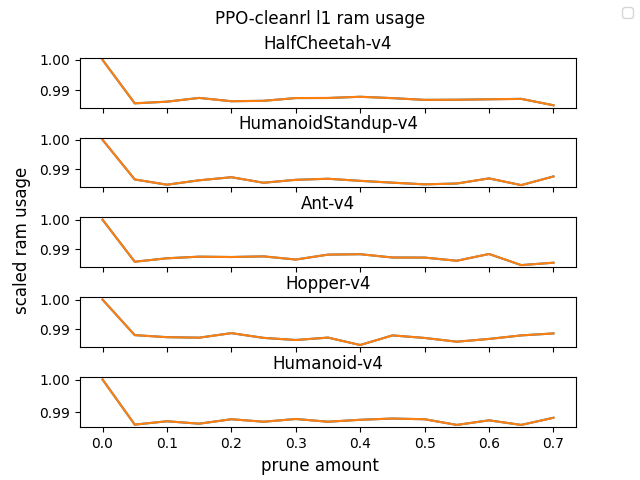 PPO-cleanrl l1 ram usage
HalfCheetah-v4
1.00
0.99
HumanoidStandup-v4
1.00
0.99
Ant-v4
1.00
0.99
scaled ram usage
Hopper-v4
1.00
0.99
Humanoid-v4
1.00
0.99
0.0 0.1 0.2 0.3 0.4 0.5 0.6 0.7
prune amount